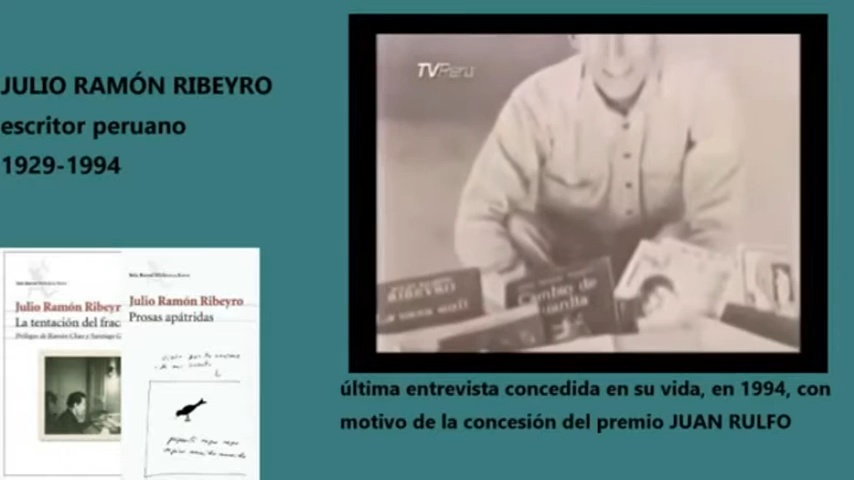 JULIO RAMÓN RIBEYRO
escritor peruano
1929-1994
TVPerú
RIBEYRO
Cambio de
guardia
Julio Ramón Ribeyr
La tentación del frac
Julio Ramón Ribeyro
Prosas apátridas
última entrevista concedida en su vida, en 1994, con
motivo de la concesión del premio JUAN RULFO